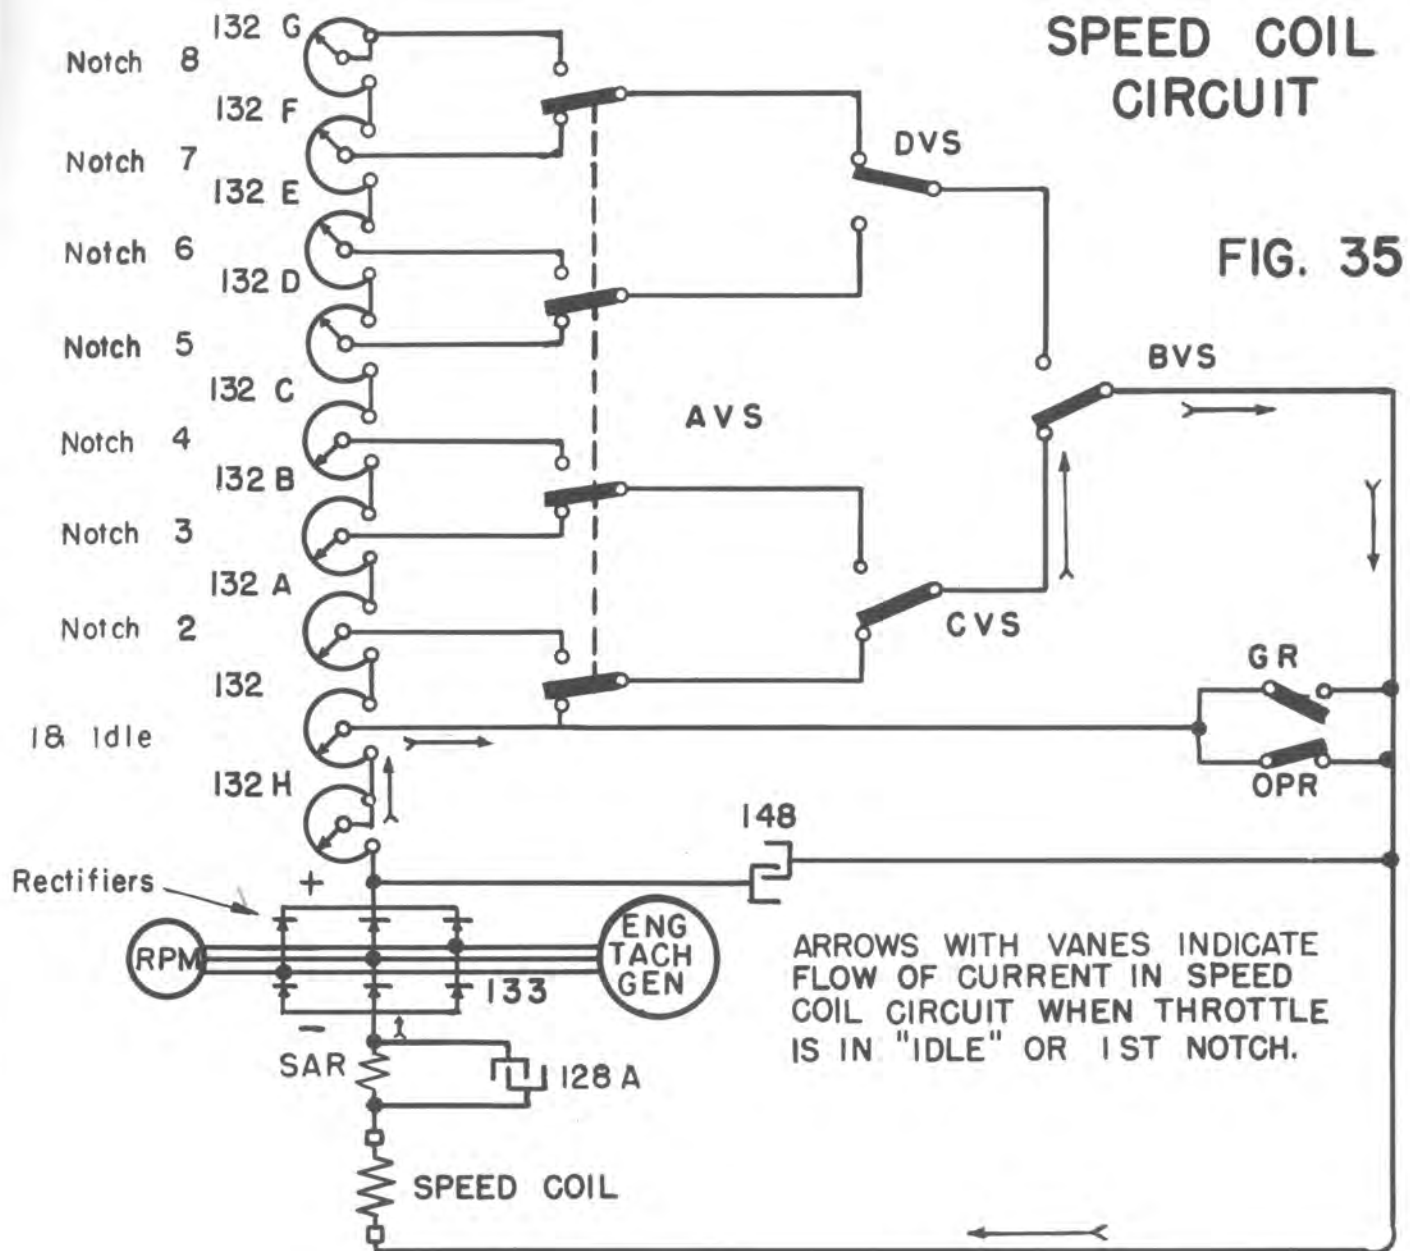 SPEED COIL
CIRCUIT
FIG. 35
132 G
Notch 8
132 F
Notch 7
132 E
Notch 6
132 D
Notch 5
132 C
Notch 4
132 B
Notch 3
132 A
Notch 2
132
1& Idle
132 H
DVS
BVS
AVS
CVS
GR
OPR
148
Rectifiers
+
RPM
ENG
TACH
GEN
133
-
SAR
128 A
SPEED COIL
ARROWS WITH VANES INDICATE
FLOW OF CURRENT IN SPEED
COIL CIRCUIT WHEN THROTTLE
IS IN "IDLE" OR 1ST NOTCH.